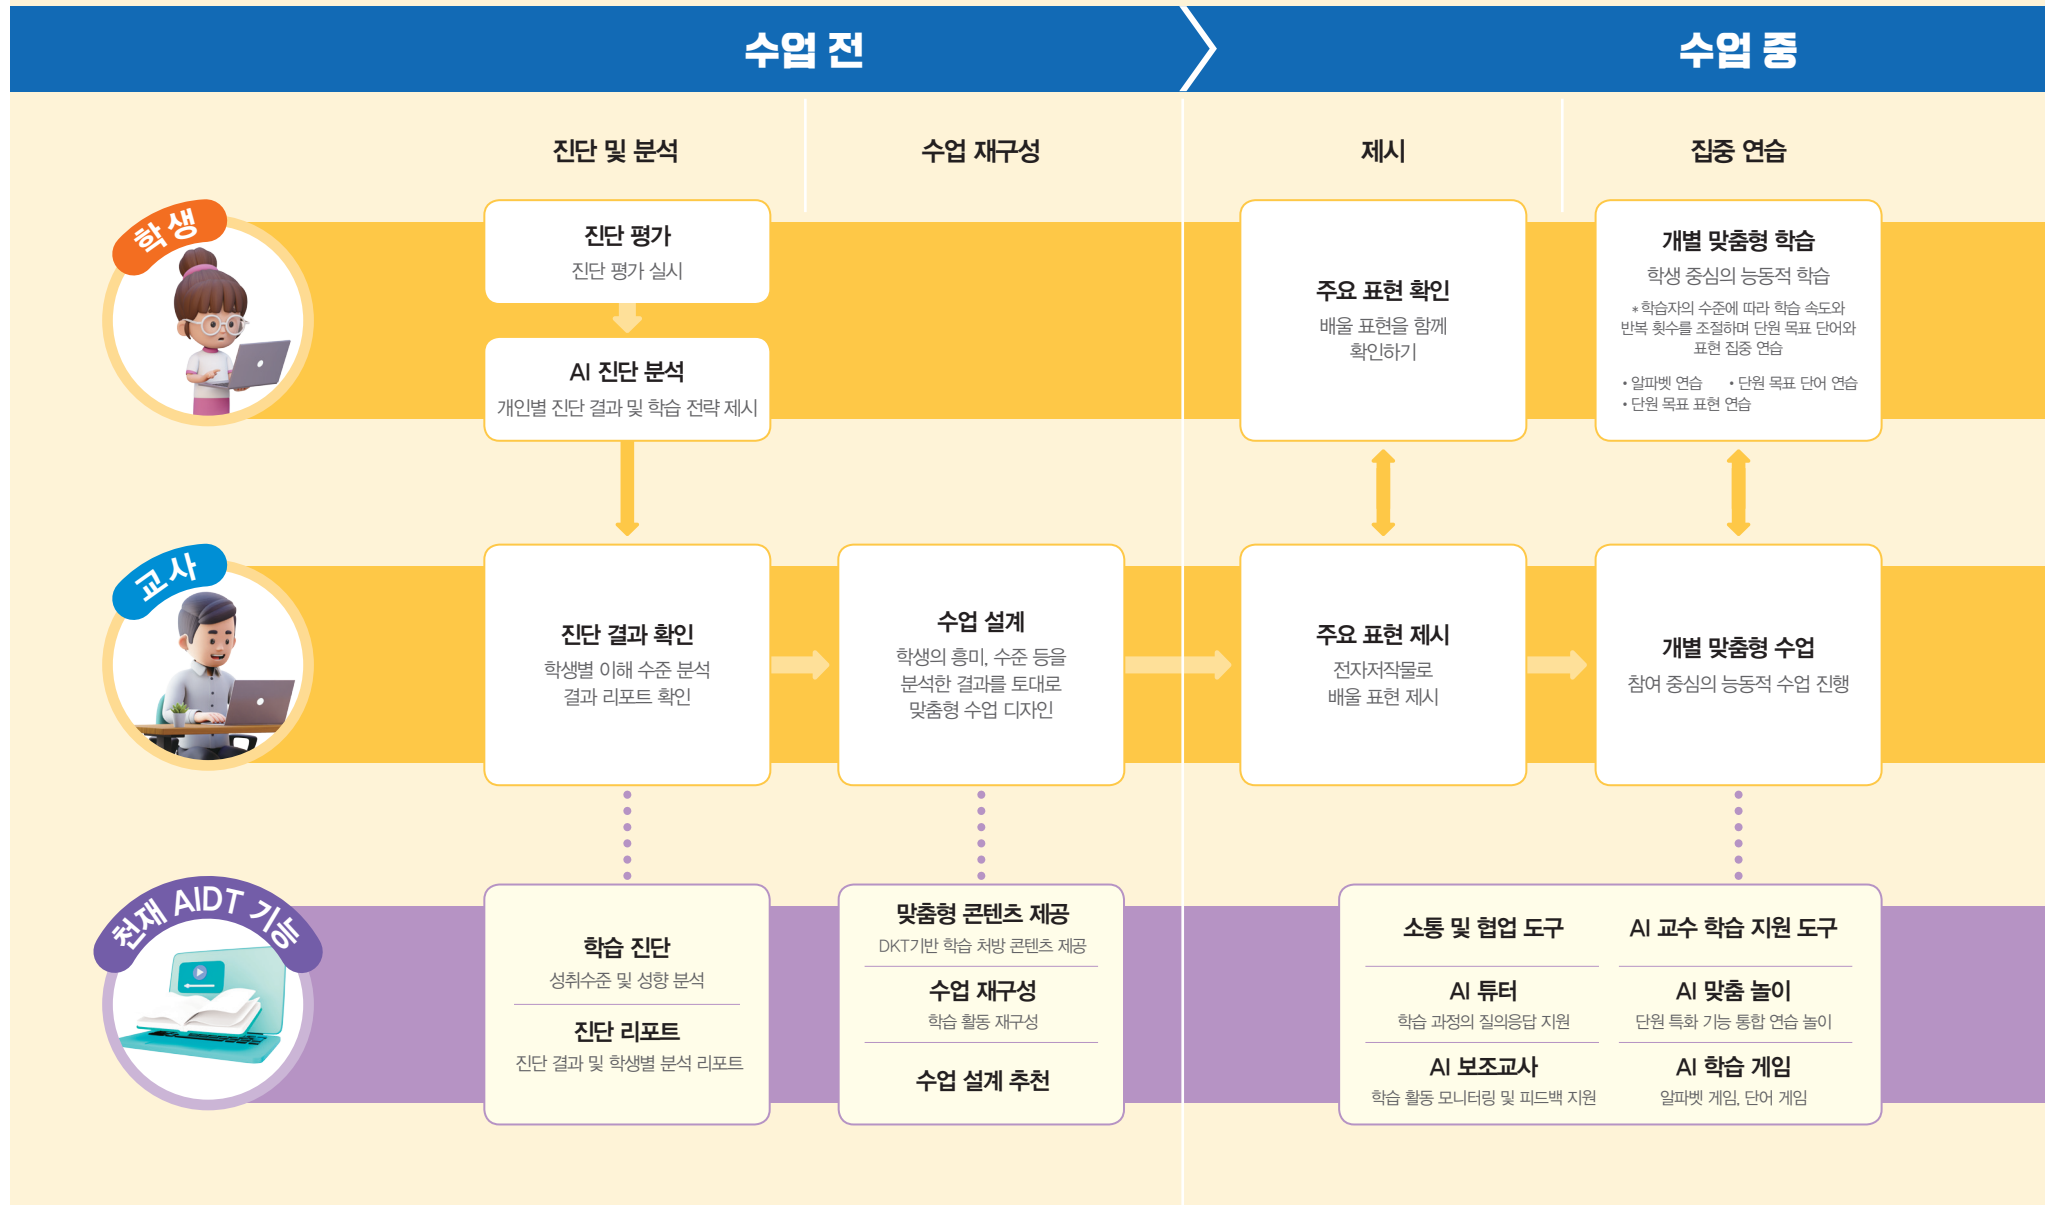 수업 전
수업 중
진단 및 분석
수업 재구성
제시
집중 연습
학생
진단 평가
진단 평가 실시
AI 진단 분석
개인별 진단 결과 및 학습 전략 제시
주요 표현 확인
배울 표현을 함께
확인하기
개별 맞춤형 학습
학생 중심의 능동적 학습
*학습자의 수준에 따라 학습 속도와
반복 횟수를 조절하며 단원 목표 단어와
표현 집중 연습
• 알파벳 연습 • 단원 목표 단어 연습
• 단원 목표 표현 연습
교사
진단 결과 확인
학생별 이해 수준 분석
결과 리포트 확인
수업 설계
학생의 흥미, 수준 등을
분석한 결과를 토대로
맞춤형 수업 디자인
주요 표현 제시
전자저작물로
배울 표현 제시
개별 맞춤형 수업
참여 중심의 능동적 수업 진행
천재 AIDT 기능
학습 진단
성취수준 및 성향 분석
진단 리포트
진단 결과 및 학생별 분석 리포트
맞춤형 콘텐츠 제공
DKT기반 학습 처방 콘텐츠 제공
수업 재구성
학습 활동 재구성
수업 설계 추천
소통 및 협업 도구
AI 튜터
학습 과정의 질의응답 지원
AI 보조교사
학습 활동 모니터링 및 피드백 지원
AI 교수 학습 지원 도구
AI 맞춤 놀이
단원 특화 기능 통합 연습 놀이
AI 학습 게임
알파벳 게임, 단어 게임